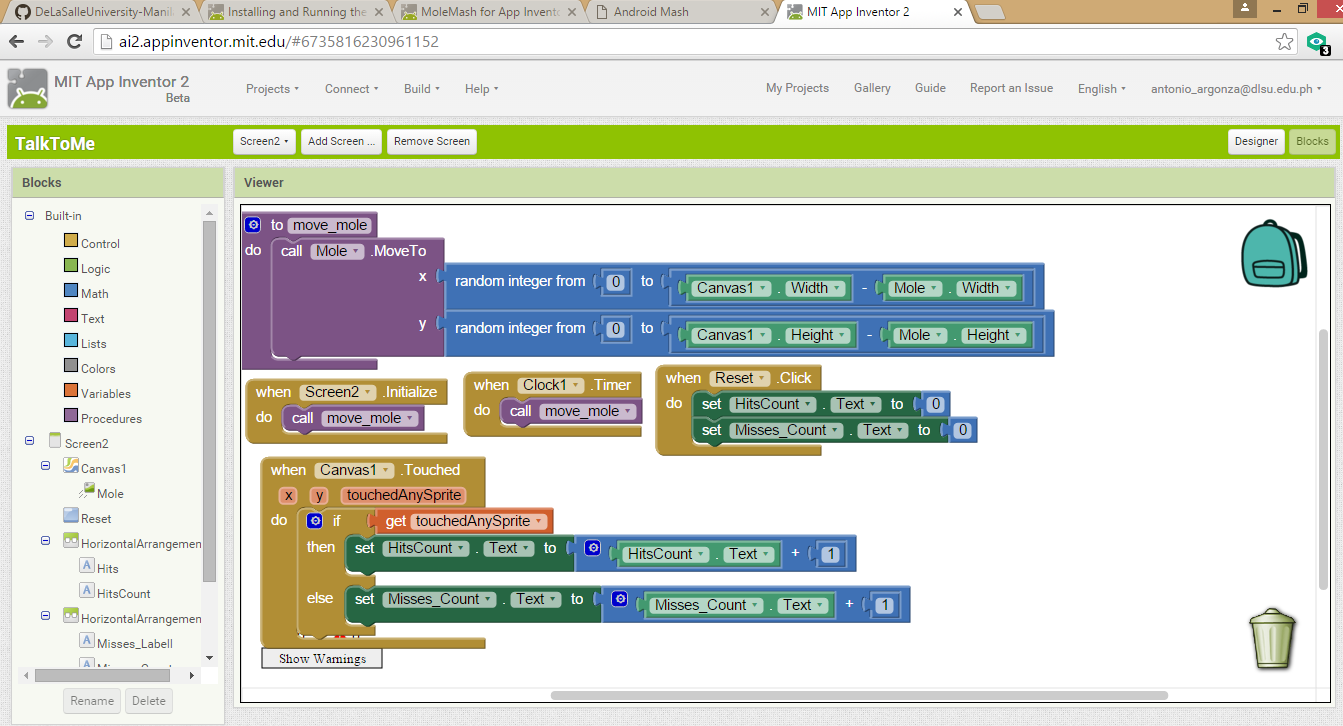 DeLaSalleUniversity-Manil
Installing and Running the
MoleMash for App Invento
Android Mash
MIT App Inventor 2
ai2.appinventor.mit.edu/#6735816230961152
3
MIT App Inventor 2
Beta
Projects
Connect
Build
Help
My Projects
Gallery
Guide
Report an Issue
English
antonio_argonza@dlsu.edu.ph
TalkToMe
Screen2
Add Screen ...
Remove Screen
Designer
Blocks
Blocks
Built-in
Control
Logic
Math
Text
Lists
Colors
Variables
Procedures
Screen2
Canvas1
Mole
Reset
HorizontalArrangemen
Hits
HitsCount
HorizontalArrangemen
Misses_Labell
Rename
Delete
Viewer
to move_mole
do call Mole .MoveTo
x random integer from 0 to Canvas1 . Width - Mole . Width
y random integer from 0 to Canvas1 . Height - Mole . Height
when Screen2 .Initialize
do call move_mole
when Clock1 .Timer
do call move_mole
when Reset .Click
do set HitsCount . Text to 0
set Misses_Count . Text to 0
when Canvas1 .Touched
x y touchedAnySprite
do if get touchedAnySprite
then set HitsCount . Text to HitsCount . Text + 1
else set Misses_Count . Text to Misses_Count . Text + 1
Show Warnings